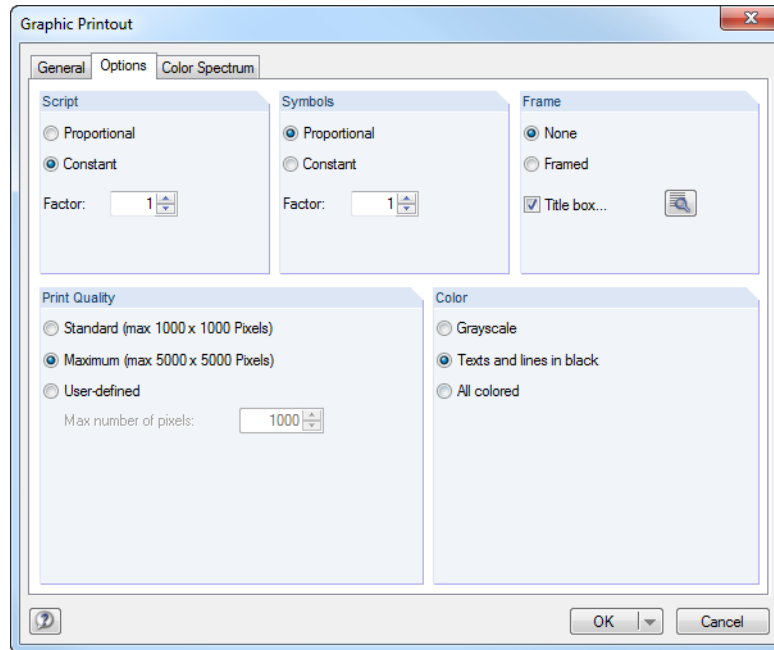 Graphic Printout
General Options Color Spectrum
Script
Proportional
Constant
Factor: 1
Symbols
Proportional
Constant
Factor: 1
Frame
None
Framed
Title box...
Print Quality
Standard (max 1000 x 1000 Pixels)
Maximum (max 5000 x 5000 Pixels)
User-defined
Max number of pixels: 1000
Color
Grayscale
Texts and lines in black
All colored
OK Cancel